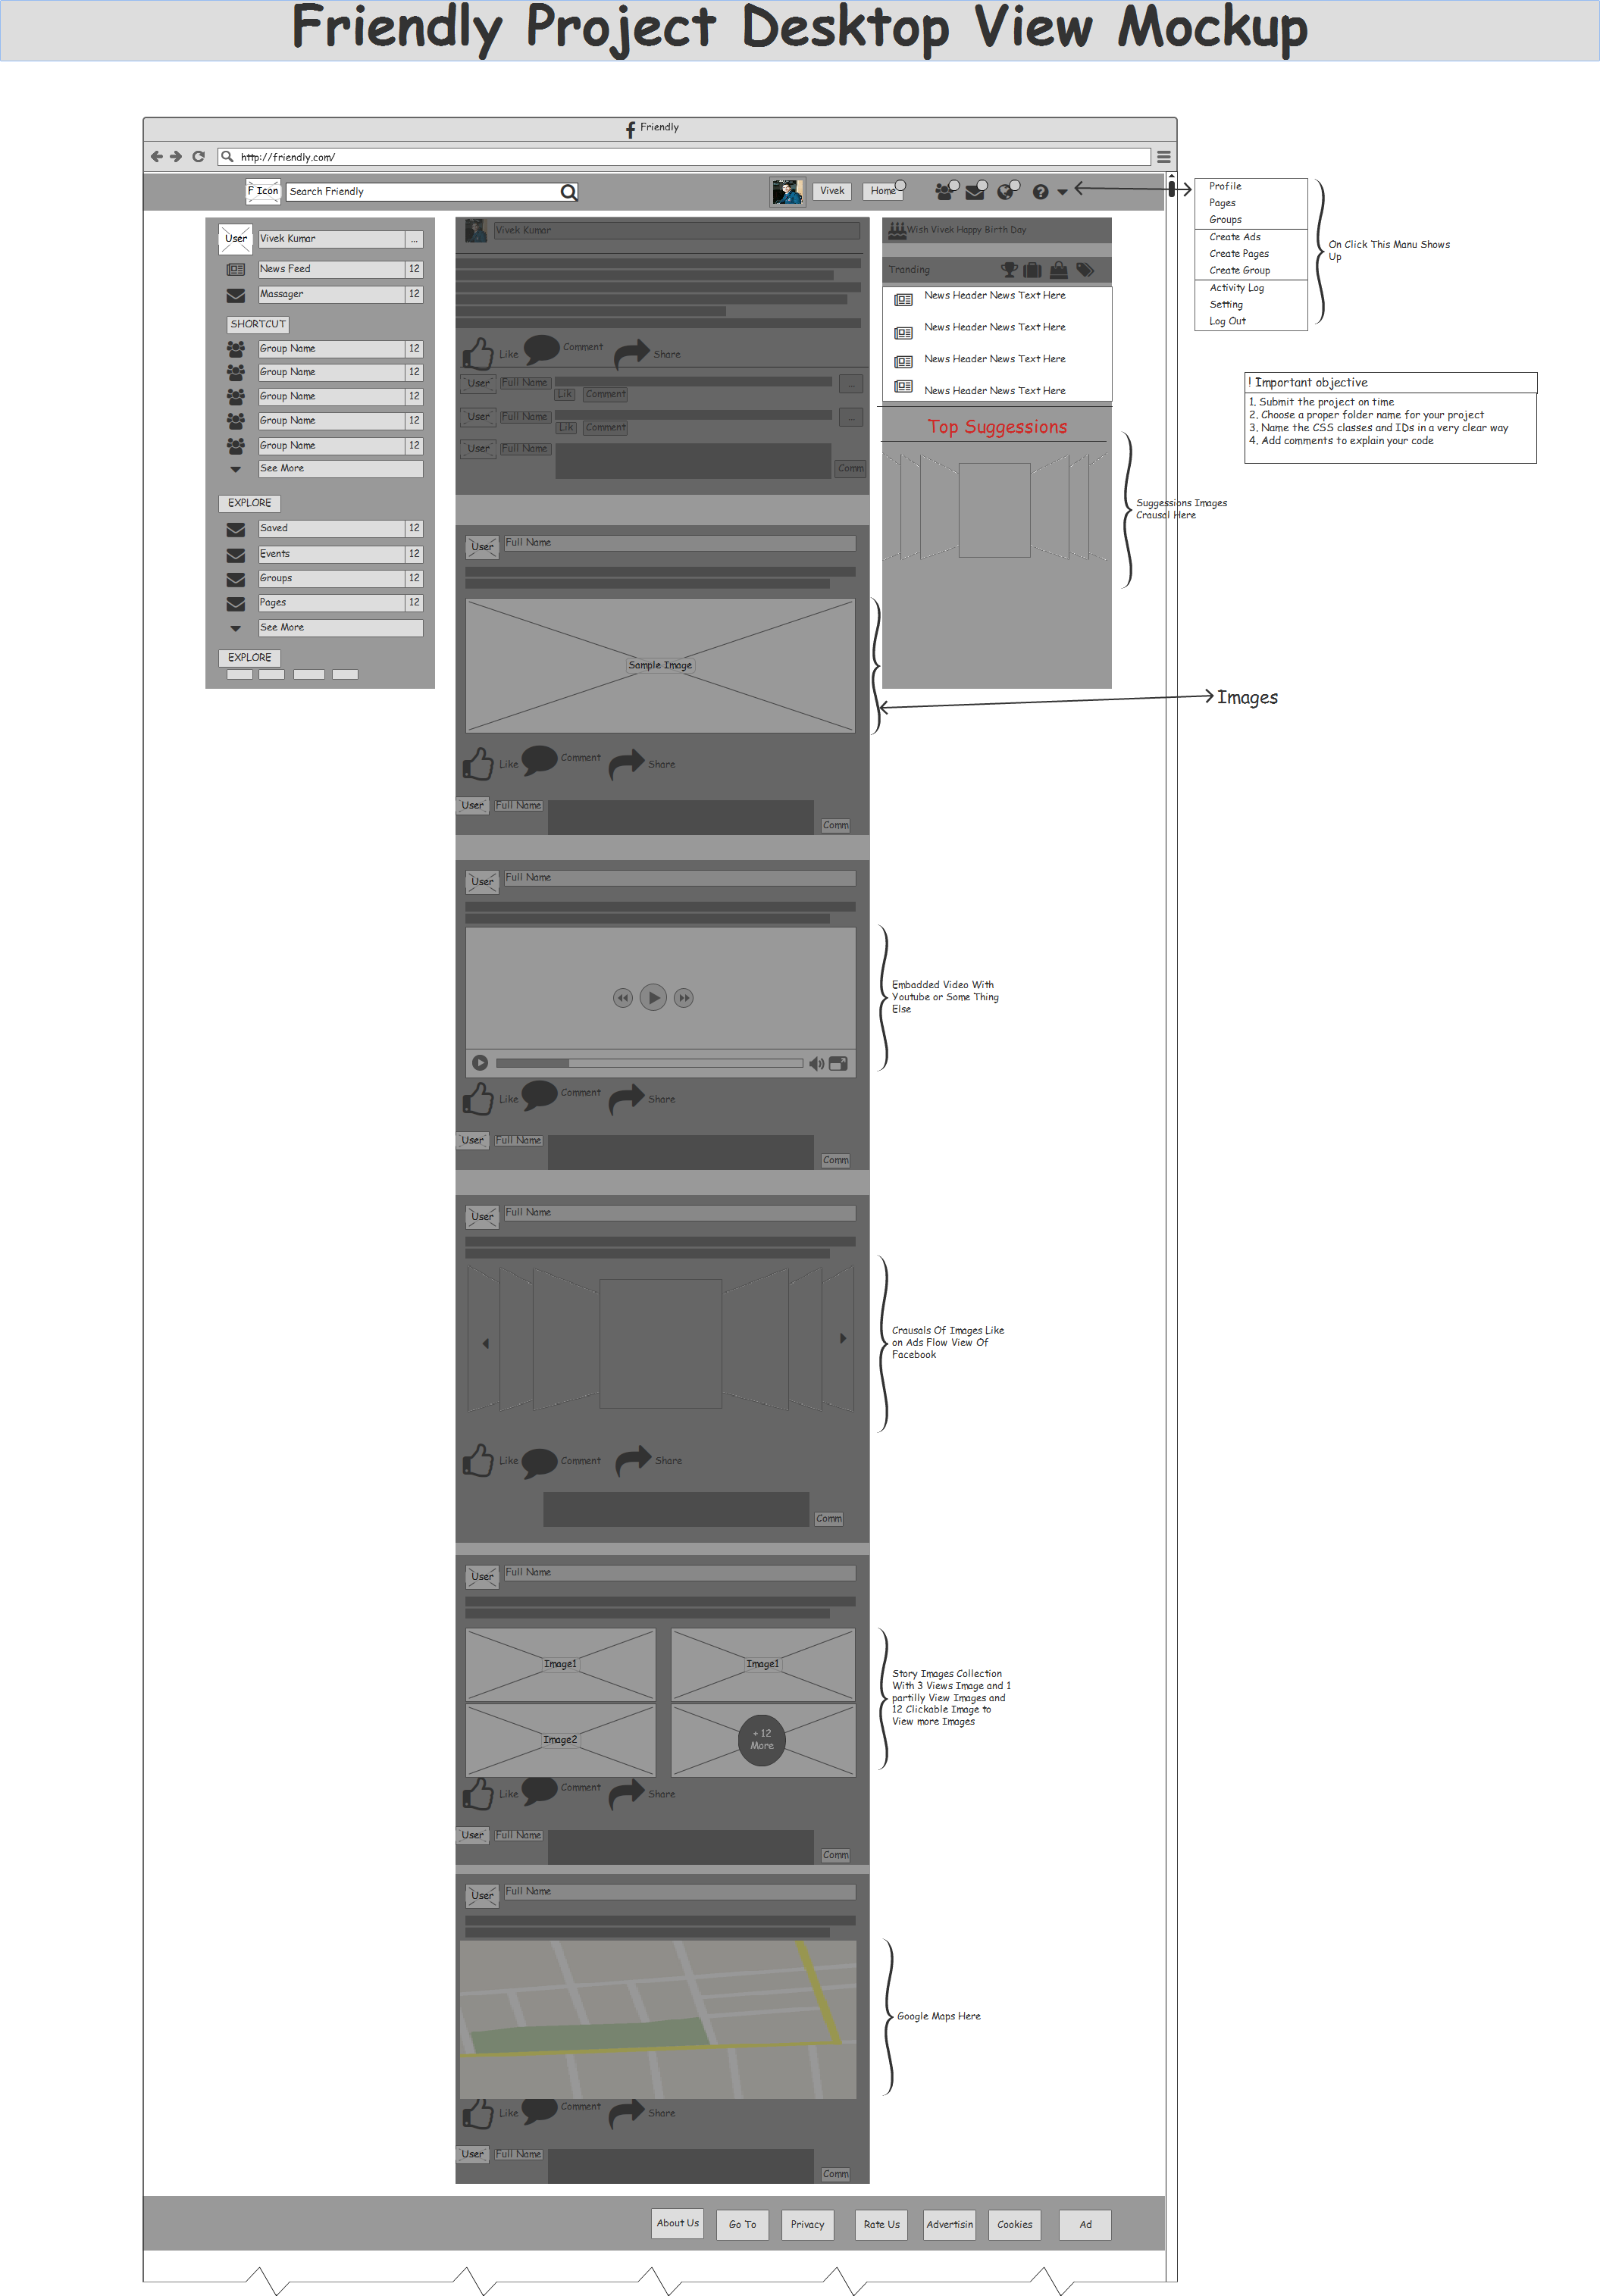 Friendly Project Desktop View Mockup
Friendly
http://friendly.com/
F Icon
Search Friendly
Vivek
Home
Profile
Pages
Groups
Create Ads
Create Pages
Create Group
Activity Log
Setting
Log Out
On Click This Manu Shows
Up
! Important objective
1. Submit the project on time
2. Choose a proper folder name for your project
3. Name the CSS classes and IDs in a very clear way
4. Add comments to explain your code
User
Vivek Kumar
...
News Feed 12
Massager 12
SHORTCUT
Group Name 12
Group Name 12
Group Name 12
Group Name 12
Group Name 12
See More
EXPLORE
Saved 12
Events 12
Groups 12
Pages 12
See More
EXPLORE
Vivek Kumar
Like Comment Share
User Full Name ...
Lik Comment
User Full Name ...
Lik Comment
User Full Name
Comm
Wish Vivek Happy Birth Day
Tranding
News Header News Text Here
News Header News Text Here
News Header News Text Here
News Header News Text Here
Top Suggessions
Suggessions Images
Crausal Here
User Full Name
Sample Image
Images
Like Comment Share
User Full Name
Comm
User Full Name
Embadded Video With
Youtube or Some Thing
Else
Like Comment Share
User Full Name
Comm
User Full Name
Crausals Of Images Like
on Ads Flow View Of
Facebook
Like Comment Share
Comm
User Full Name
Image1 Image1
Image2
+ 12
More
Story Images Collection
With 3 Views Image and 1
partilly View Images and
12 Clickable Image to
View more Images
Like Comment Share
User Full Name
Comm
User Full Name
Google Maps Here
Like Comment Share
User Full Name
Comm
About Us Go To Privacy Rate Us Advertisin Cookies Ad